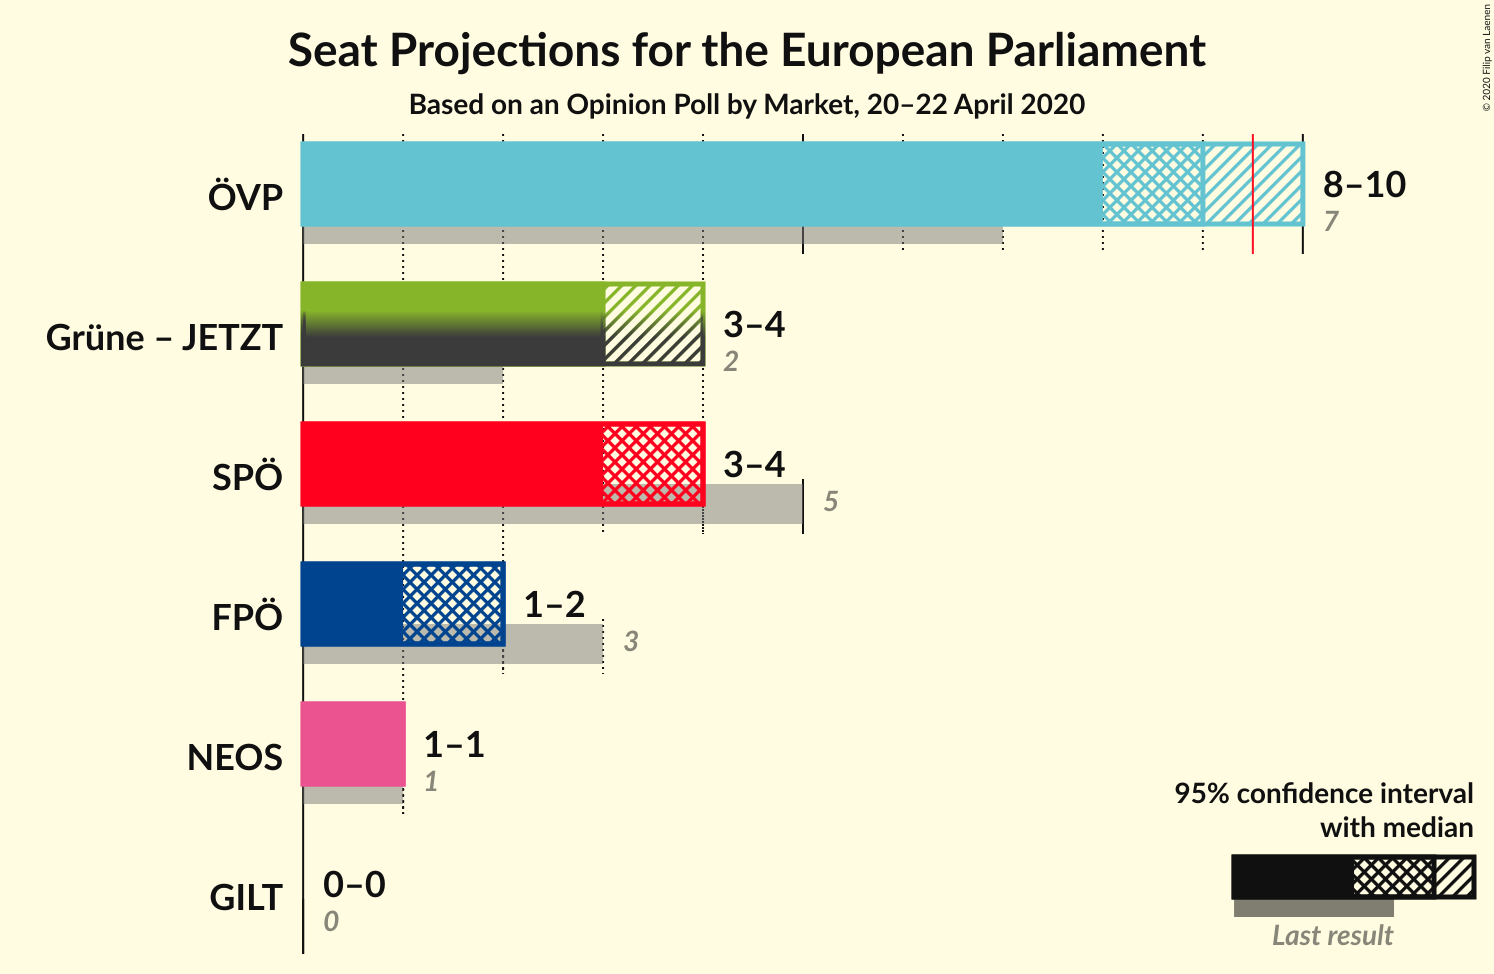 Seat Projections for the European Parliament
Based on an Opinion Poll by Market, 20–22 April 2020
© 2020 Filip van Laenen
ÖVP
8–10
7
Grüne – JETZT
3–4
2
SPÖ
3–4
5
FPÖ
1–2
3
NEOS
1–1
1
GILT
0–0
0
95% confidence interval
with median
Last result